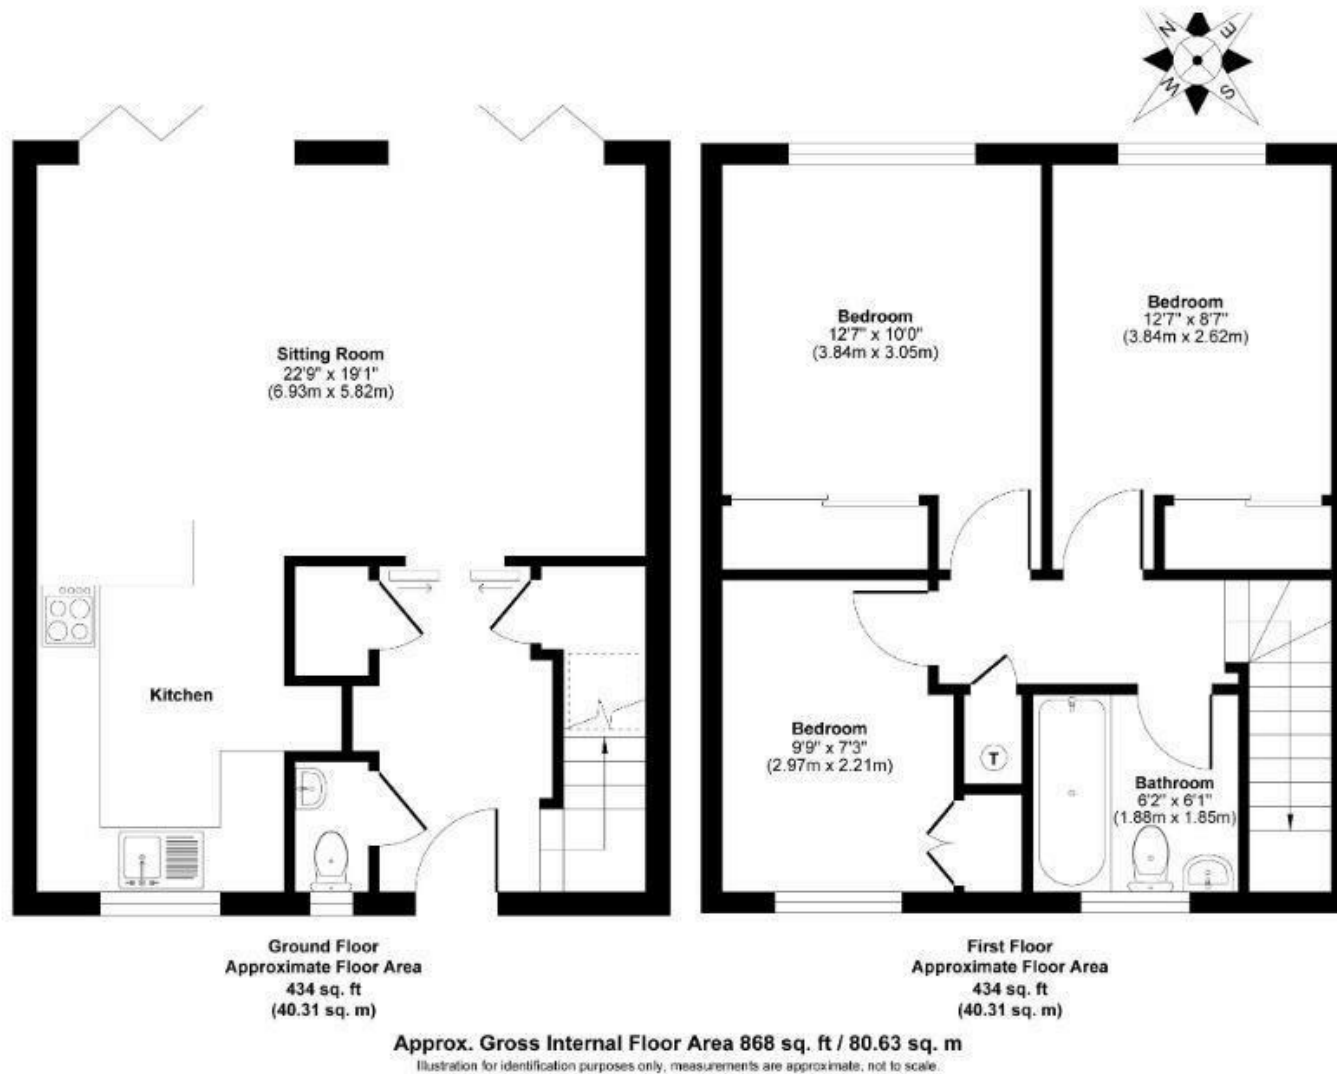 N
E
W
S
Sitting Room
22'9" x 19'1"
(6.93m x 5.82m)
Kitchen
Bedroom
12'7" x 10'0"
(3.84m x 3.05m)
Bedroom
12'7" x 8'7"
(3.84m x 2.62m)
Bedroom
9'9" x 7'3"
(2.97m x 2.21m)
T
Bathroom
6'2" x 6'1"
(1.88m x 1.85m)
Ground Floor
Approximate Floor Area
434 sq. ft
(40.31 sq. m)
First Floor
Approximate Floor Area
434 sq. ft
(40.31 sq. m)
Approx. Gross Internal Floor Area 868 sq. ft / 80.63 sq. m
Illustration for identification purposes only, measurements are approximate, not to scale.